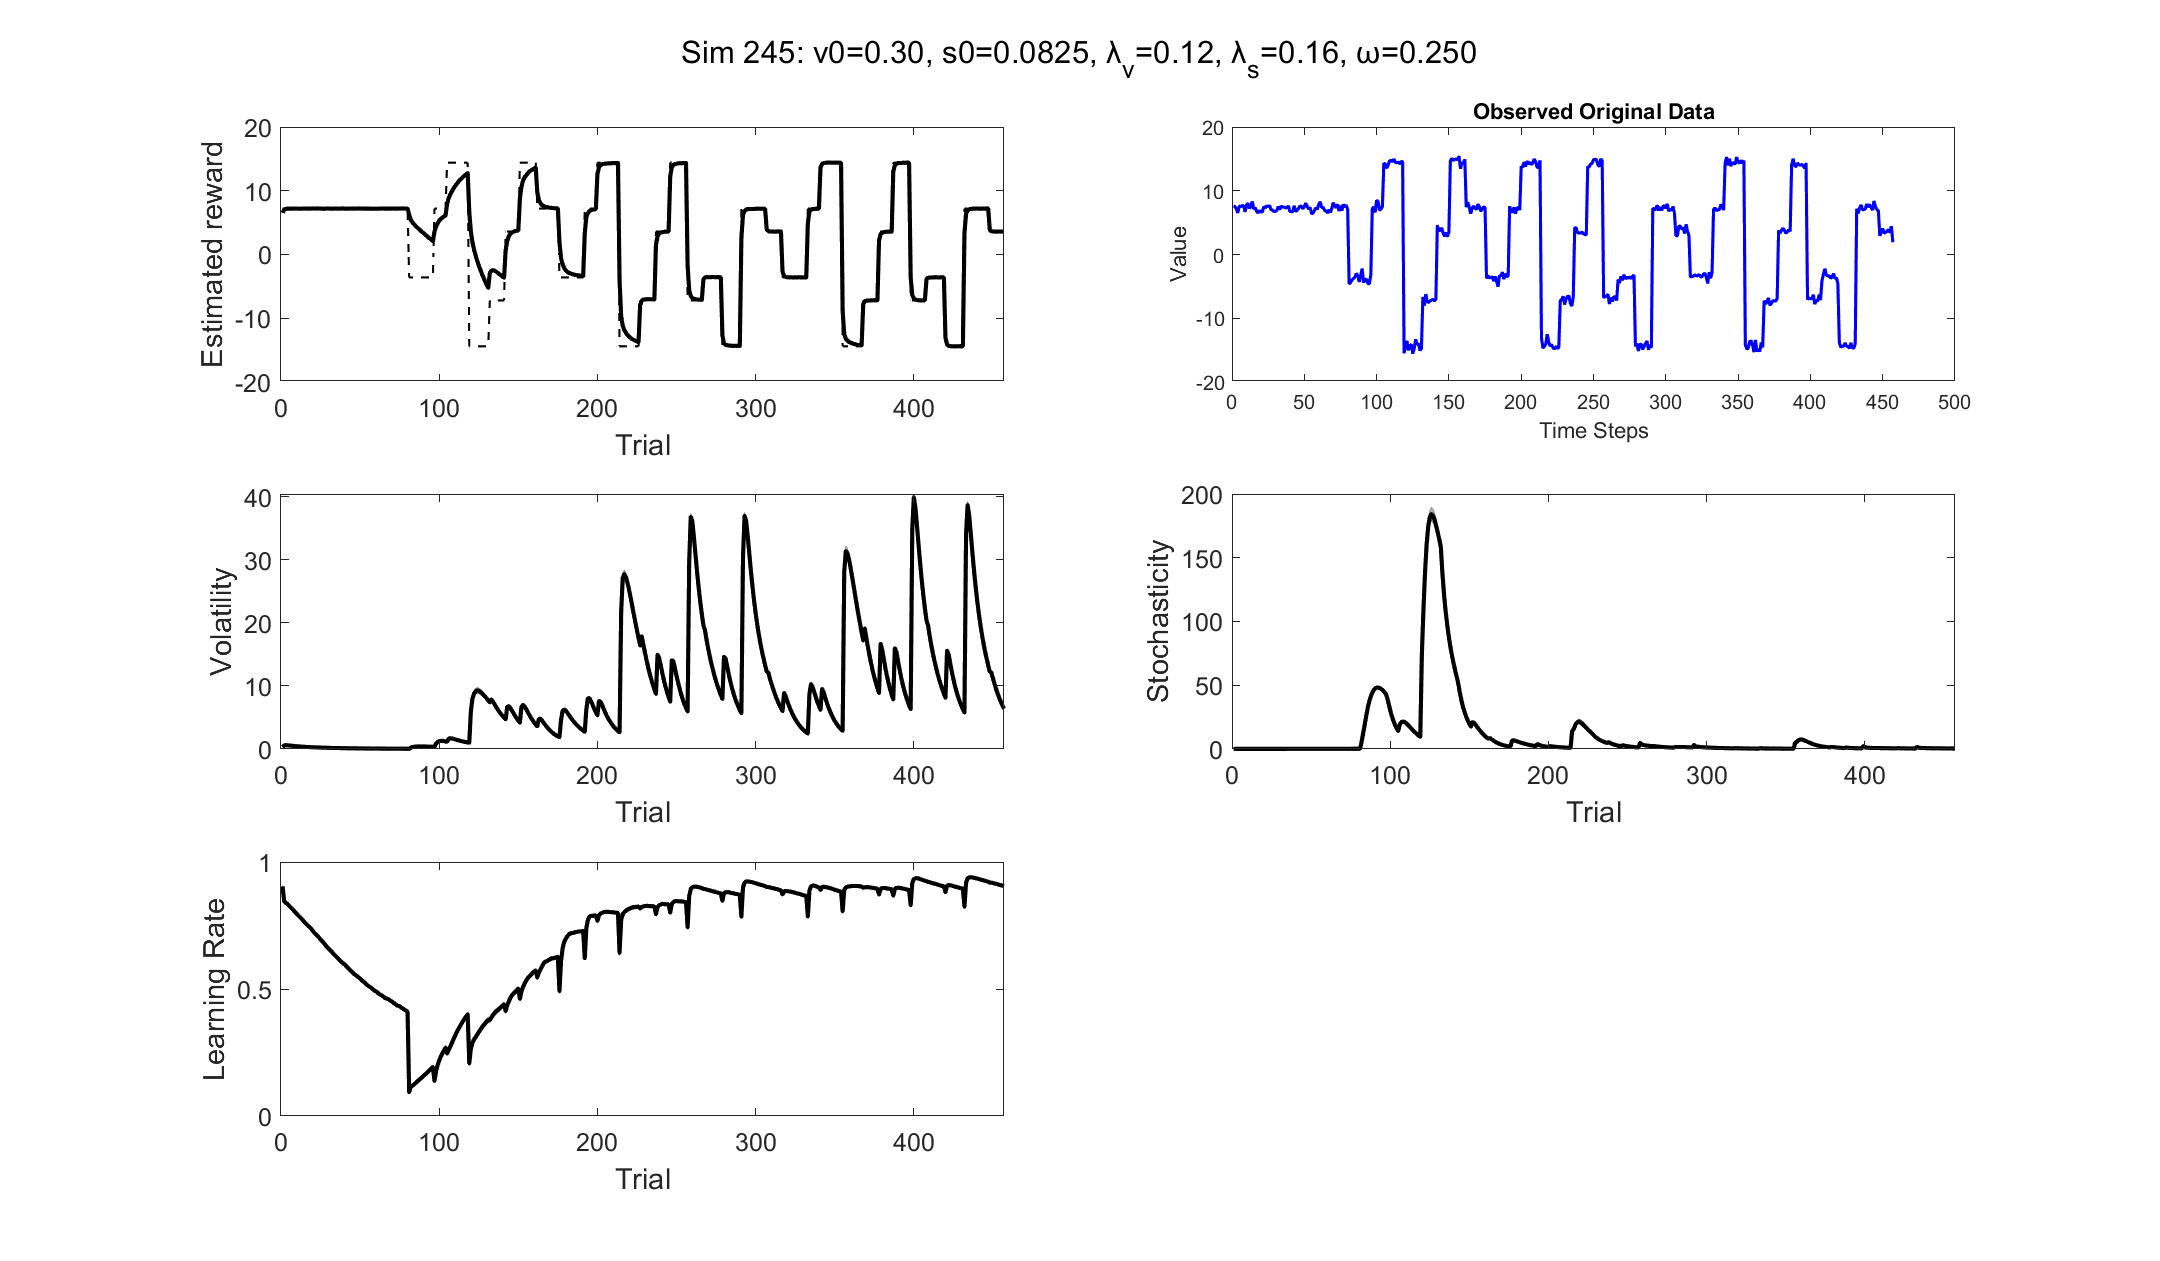 Sim 245: v0=0.30, s0=0.0825, λv=0.12, λs=0.16, ω=0.250
Estimated reward
20
10
0
-10
-20
0 100 200 300 400
Trial
Observed Original Data
Value
20
10
0
-10
-20
0 50 100 150 200 250 300 350 400 450 500
Time Steps
Volatility
40
30
20
10
0
0 100 200 300 400
Trial
Stochasticity
200
150
100
50
0
0 100 200 300 400
Trial
Learning Rate
1
0.5
0
0 100 200 300 400
Trial